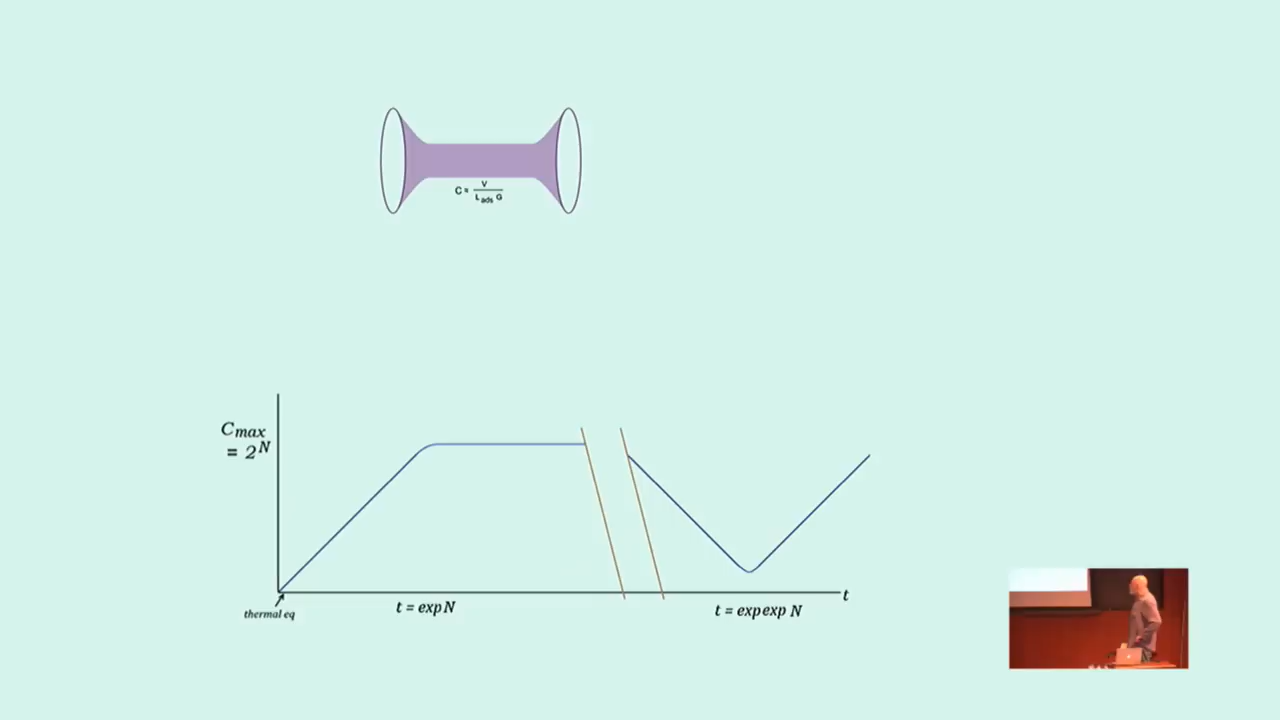 C = V / L_ads G
C_max
= 2^N
thermal eq
t = exp N
t = exp exp N
t